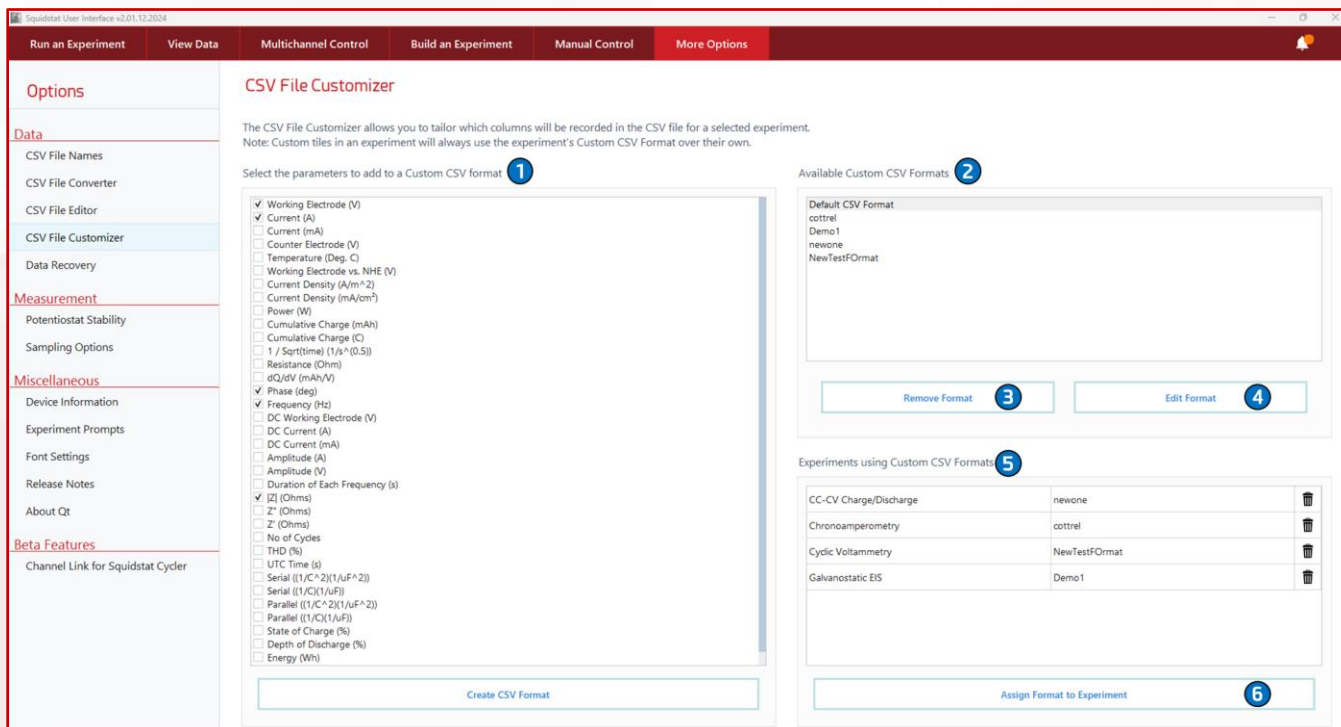 Squidstat User Interface v2.01.12.2024
Run an Experiment View Data Multichannel Control Build an Experiment Manual Control More Options
Options
Data
CSV File Names
CSV File Converter
CSV File Editor
CSV File Customizer
Data Recovery
Measurement
Potentiostat Stability
Sampling Options
Miscellaneous
Device Information
Experiment Prompts
Font Settings
Release Notes
About Qt
Beta Features
Channel Link for Squidstat Cycler
CSV File Customizer
The CSV File Customizer allows you to tailor which columns will be recorded in the CSV file for a selected experiment.
Note: Custom tiles in an experiment will always use the experiment's Custom CSV Format over their own.
Select the parameters to add to a Custom CSV format 1
Working Electrode (V)
Current (A)
Current (mA)
Counter Electrode (V)
Temperature (Deg. C)
Working Electrode vs. NHE (V)
Current Density (A/m^2)
Current Density (mA/cm²)
Power (W)
Cumulative Charge (mAh)
Cumulative Charge (C)
1 / Sqrt(time) (1/s^(0.5))
Resistance (Ohm)
dQ/dV (mAh/V)
Phase (deg)
Frequency (Hz)
DC Working Electrode (V)
DC Current (A)
DC Current (mA)
Amplitude (A)
Amplitude (V)
Duration of Each Frequency (s)
|Z| (Ohms)
Z" (Ohms)
Z' (Ohms)
No of Cycles
THD (%)
UTC Time (s)
Serial ((1/C^2)(1/uF^2))
Serial ((1/C)(1/uF))
Parallel ((1/C^2)(1/uF^2))
Parallel ((1/C)(1/uF))
State of Charge (%)
Depth of Discharge (%)
Energy (Wh)
Create CSV Format
Available Custom CSV Formats 2
Default CSV Format
cottrel
Demo1
newone
NewTestFOrmat
Remove Format 3 Edit Format 4
Experiments using Custom CSV Formats 5
CC-CV Charge/Discharge newone
Chronoamperometry cottrel
Cyclic Voltammetry NewTestFOrmat
Galvanostatic EIS Demo1
Assign Format to Experiment 6